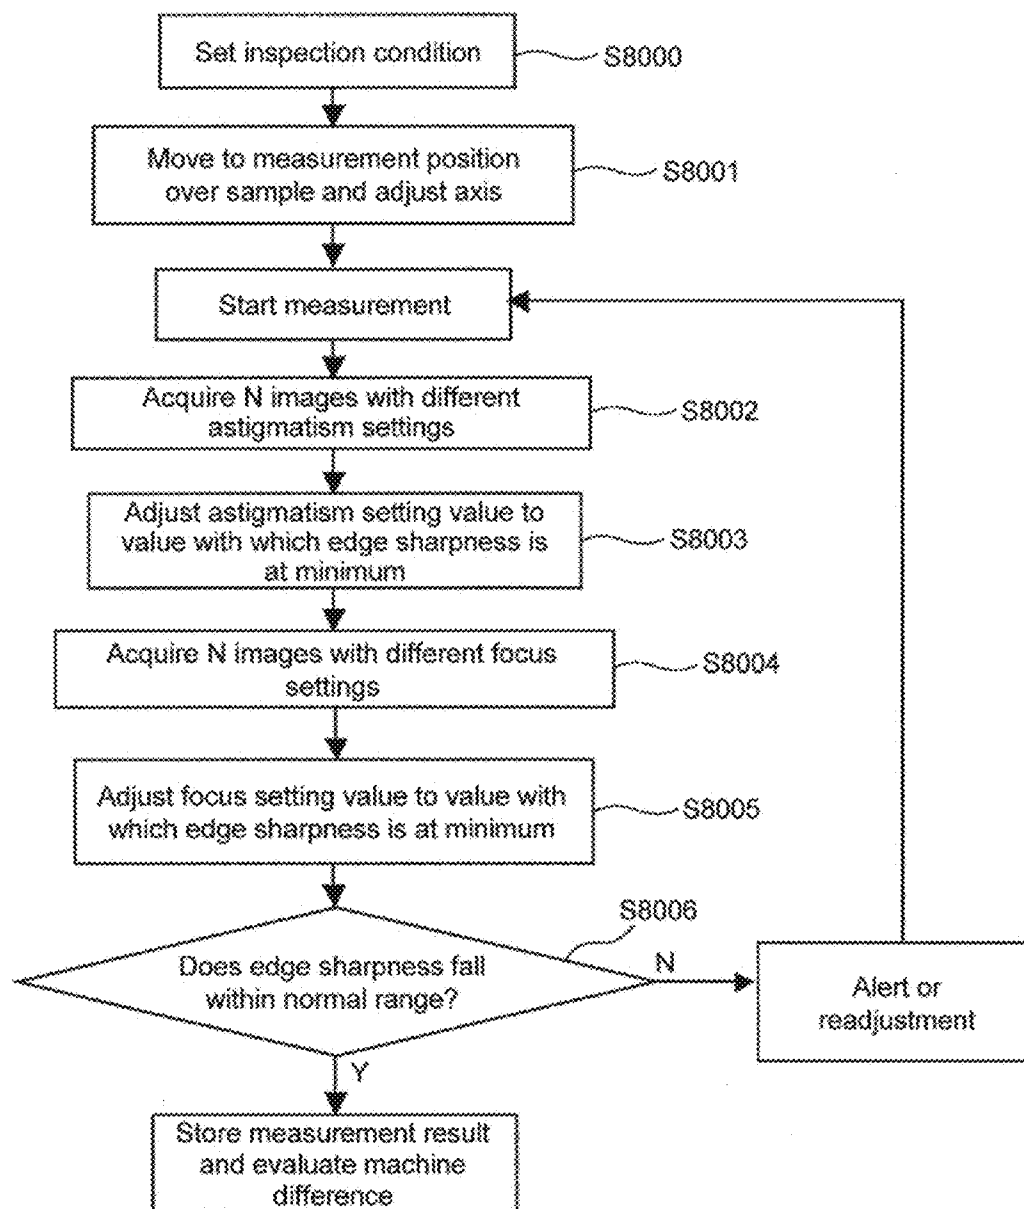 Set inspection condition
S8000
Move to measurement position
over sample and adjust axis
S8001
Start measurement
Acquire N images with different
astigmatism settings
S8002
Adjust astigmatism setting value to
value with which edge sharpness is
at minimum
S8003
Acquire N images with different focus
settings
S8004
Adjust focus setting value to value with
which edge sharpness is at minimum
S8005
S8006
Does edge sharpness fall
within normal range?
N
Alert or
readjustment
Y
Store measurement result
and evaluate machine
difference